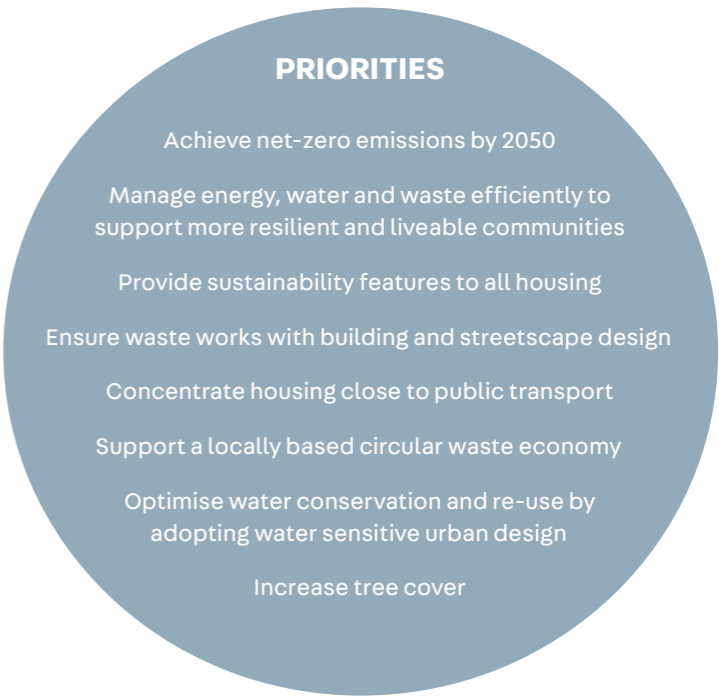 PRIORITIES
Achieve net-zero emissions by 2050
Manage energy, water and waste efficiently to
support more resilient and liveable communities
Provide sustainability features to all housing
Ensure waste works with building and streetscape design
Concentrate housing close to public transport
Support a locally based circular waste economy
Optimise water conservation and re-use by
adopting water sensitive urban design
Increase tree cover